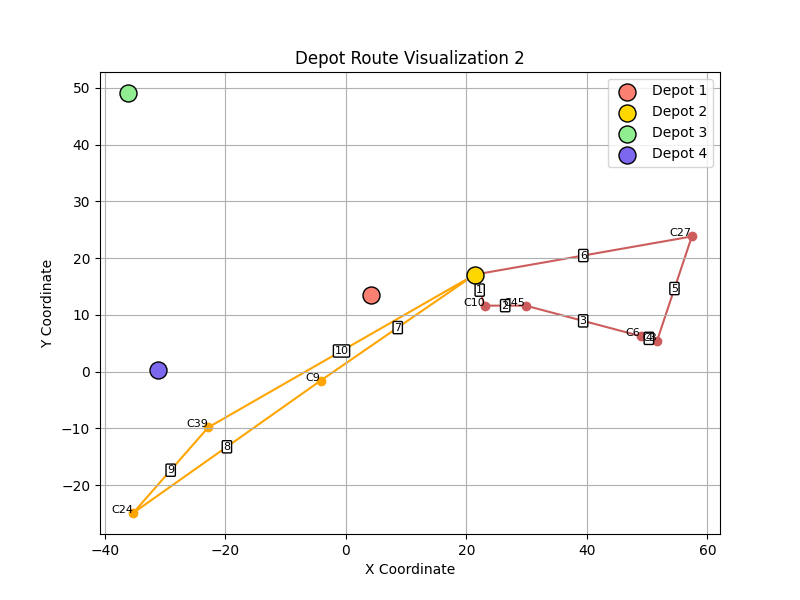 Depot Route Visualization 2
Depot 1
Depot 2
Depot 3
Depot 4
Y Coordinate
50
40
30
20
10
0
−10
−20
C27
6
1
5
C10
2
C45
3
7
C6
10
C9
C39
8
9
C24
−40
−20
0
20
40
60
X Coordinate